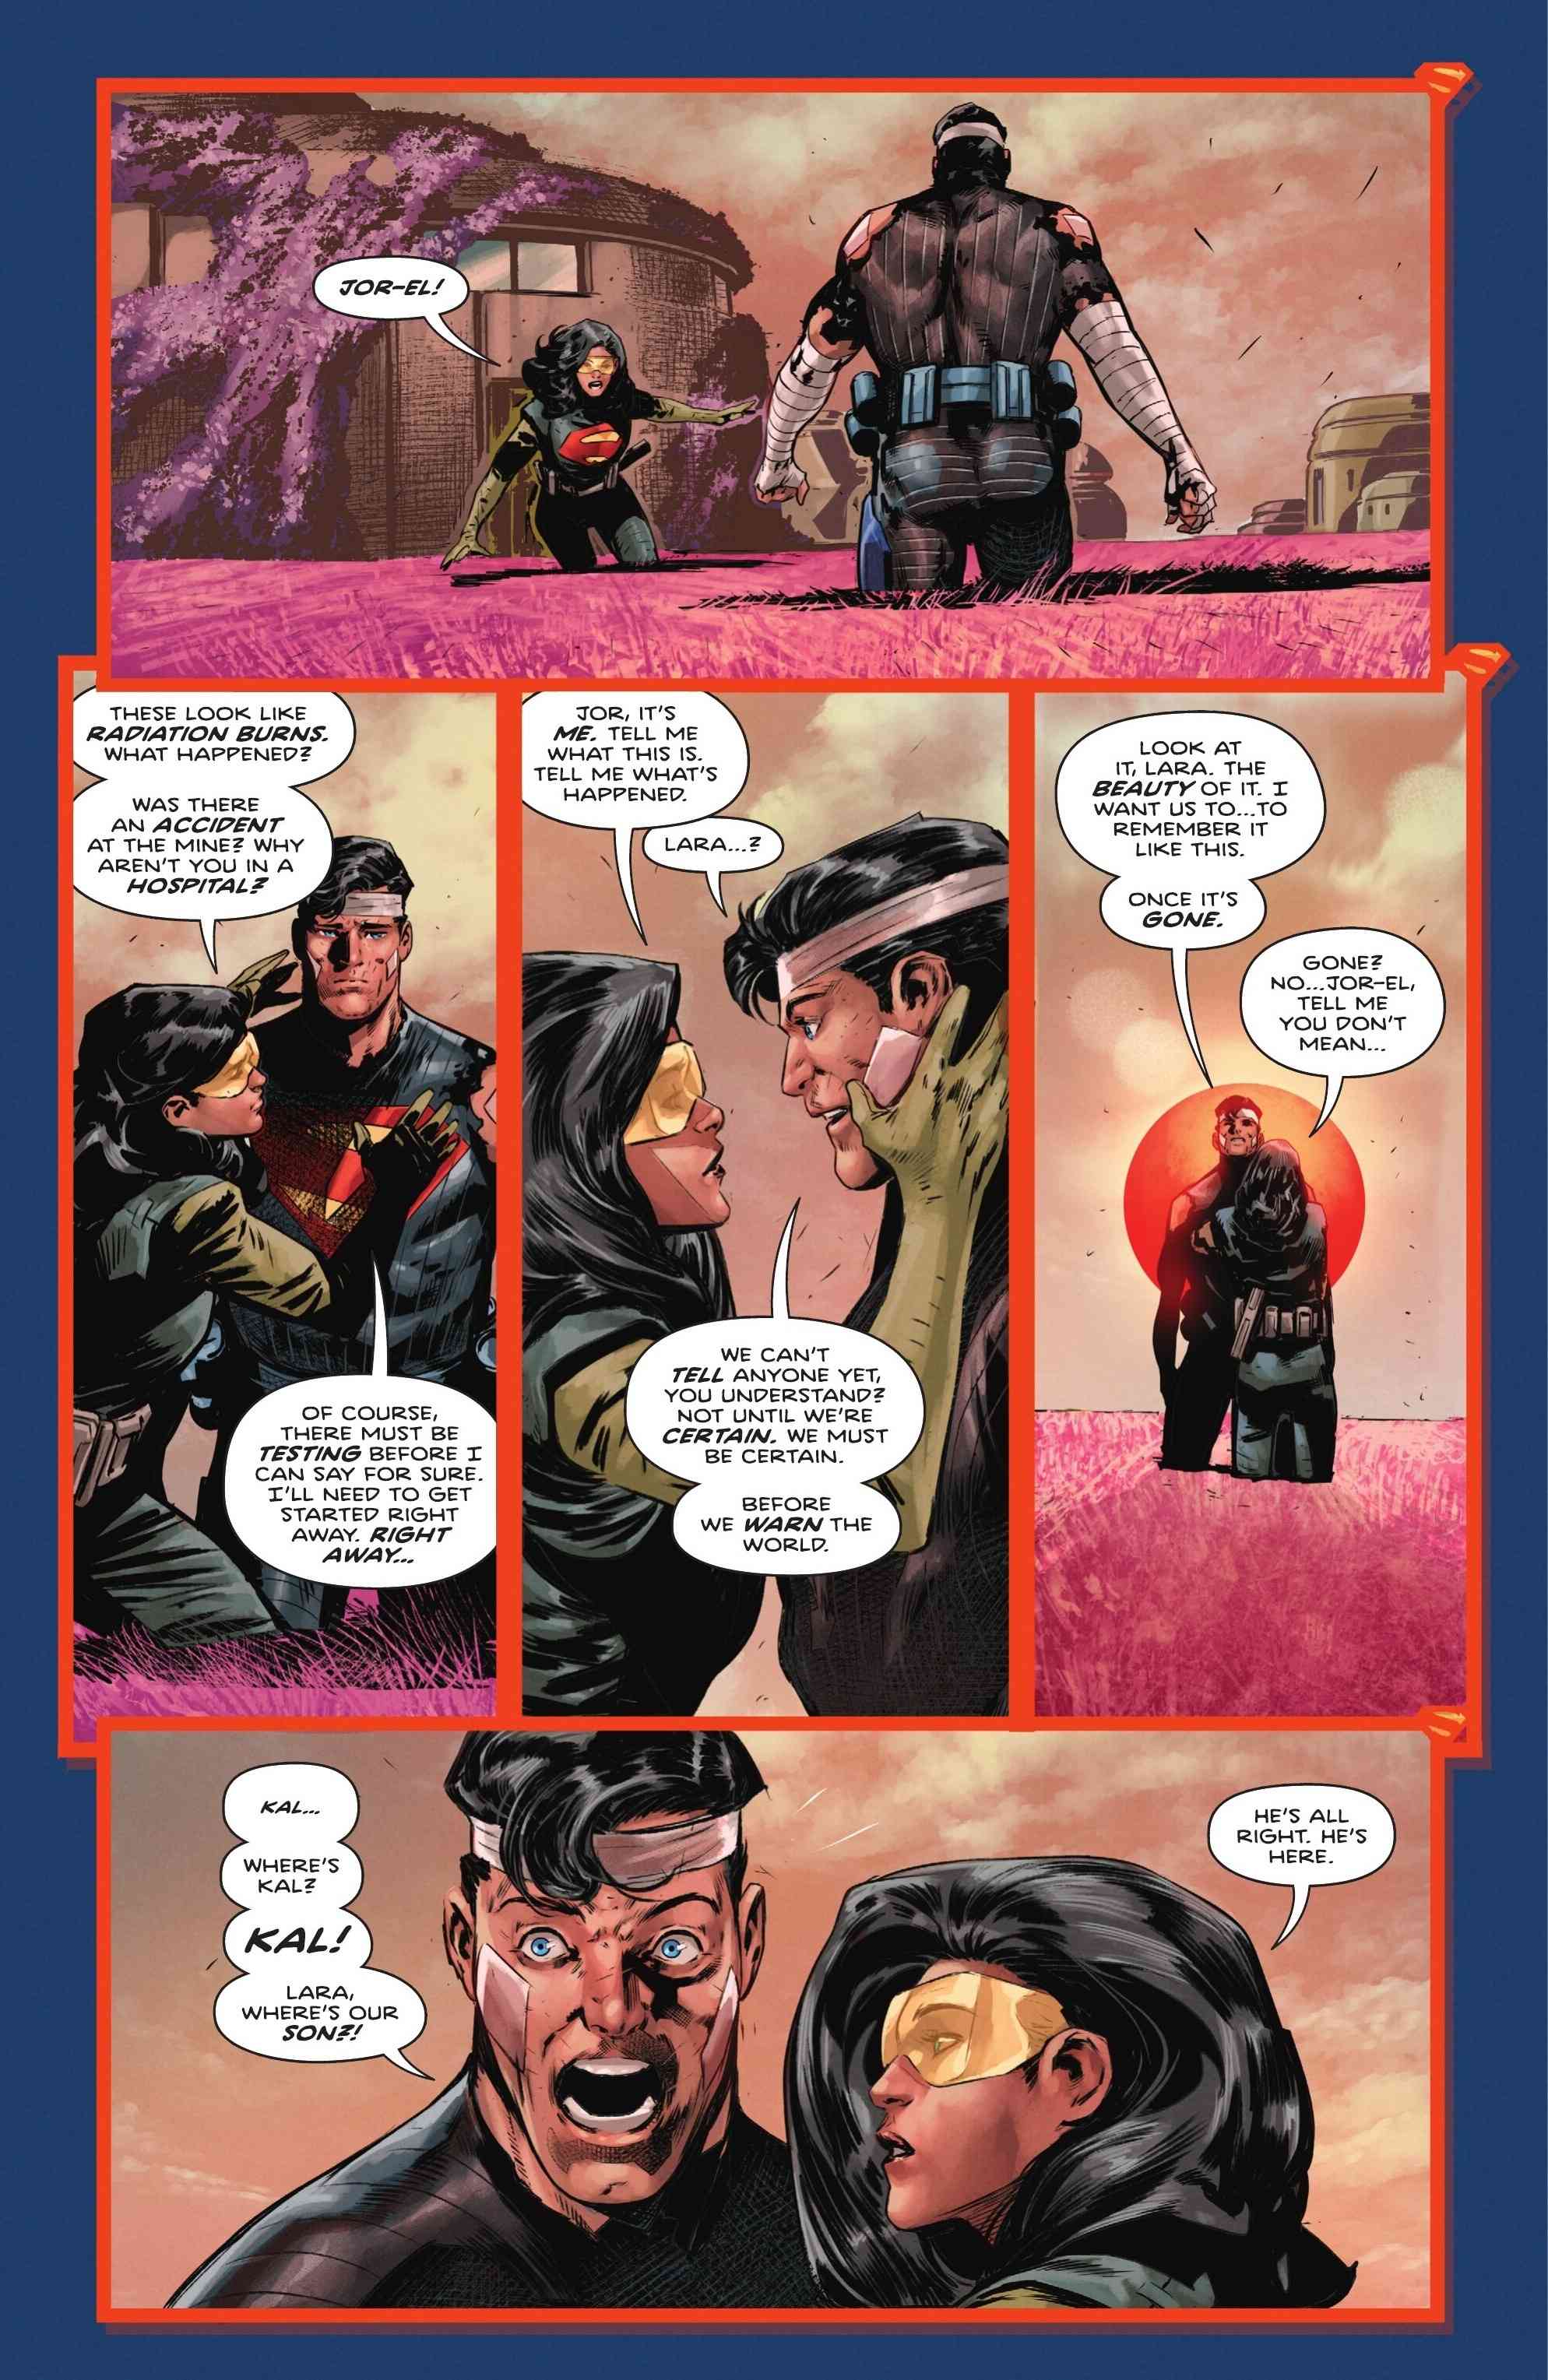 JOR-EL!
THESE LOOK LIKE
RADIATION BURNS.
WHAT HAPPENED?
WAS THERE
AN ACCIDENT
AT THE MINE? WHY
AREN'T YOU IN A
HOSPITAL?
OF COURSE,
THERE MUST BE
TESTING BEFORE I
CAN SAY FOR SURE.
I'LL NEED TO GET
STARTED RIGHT
AWAY. RIGHT
AWAY...
JOR, IT'S
ME. TELL ME
WHAT THIS IS.
TELL ME WHAT'S
HAPPENED.
LARA...?
WE CAN'T
TELL ANYONE YET,
YOU UNDERSTAND?
NOT UNTIL WE'RE
CERTAIN. WE MUST
BE CERTAIN.
BEFORE
WE WARN THE
WORLD.
LOOK AT
IT, LARA. THE
BEAUTY OF IT. I
WANT US TO...TO
REMEMBER IT
LIKE THIS.
ONCE IT'S
GONE.
GONE?
NO...JOR-EL,
TELL ME
YOU DON'T
MEAN...
KAL...
WHERE'S
KAL?
KAL!
LARA,
WHERE'S OUR
SON?!
HE'S ALL
RIGHT. HE'S
HERE.